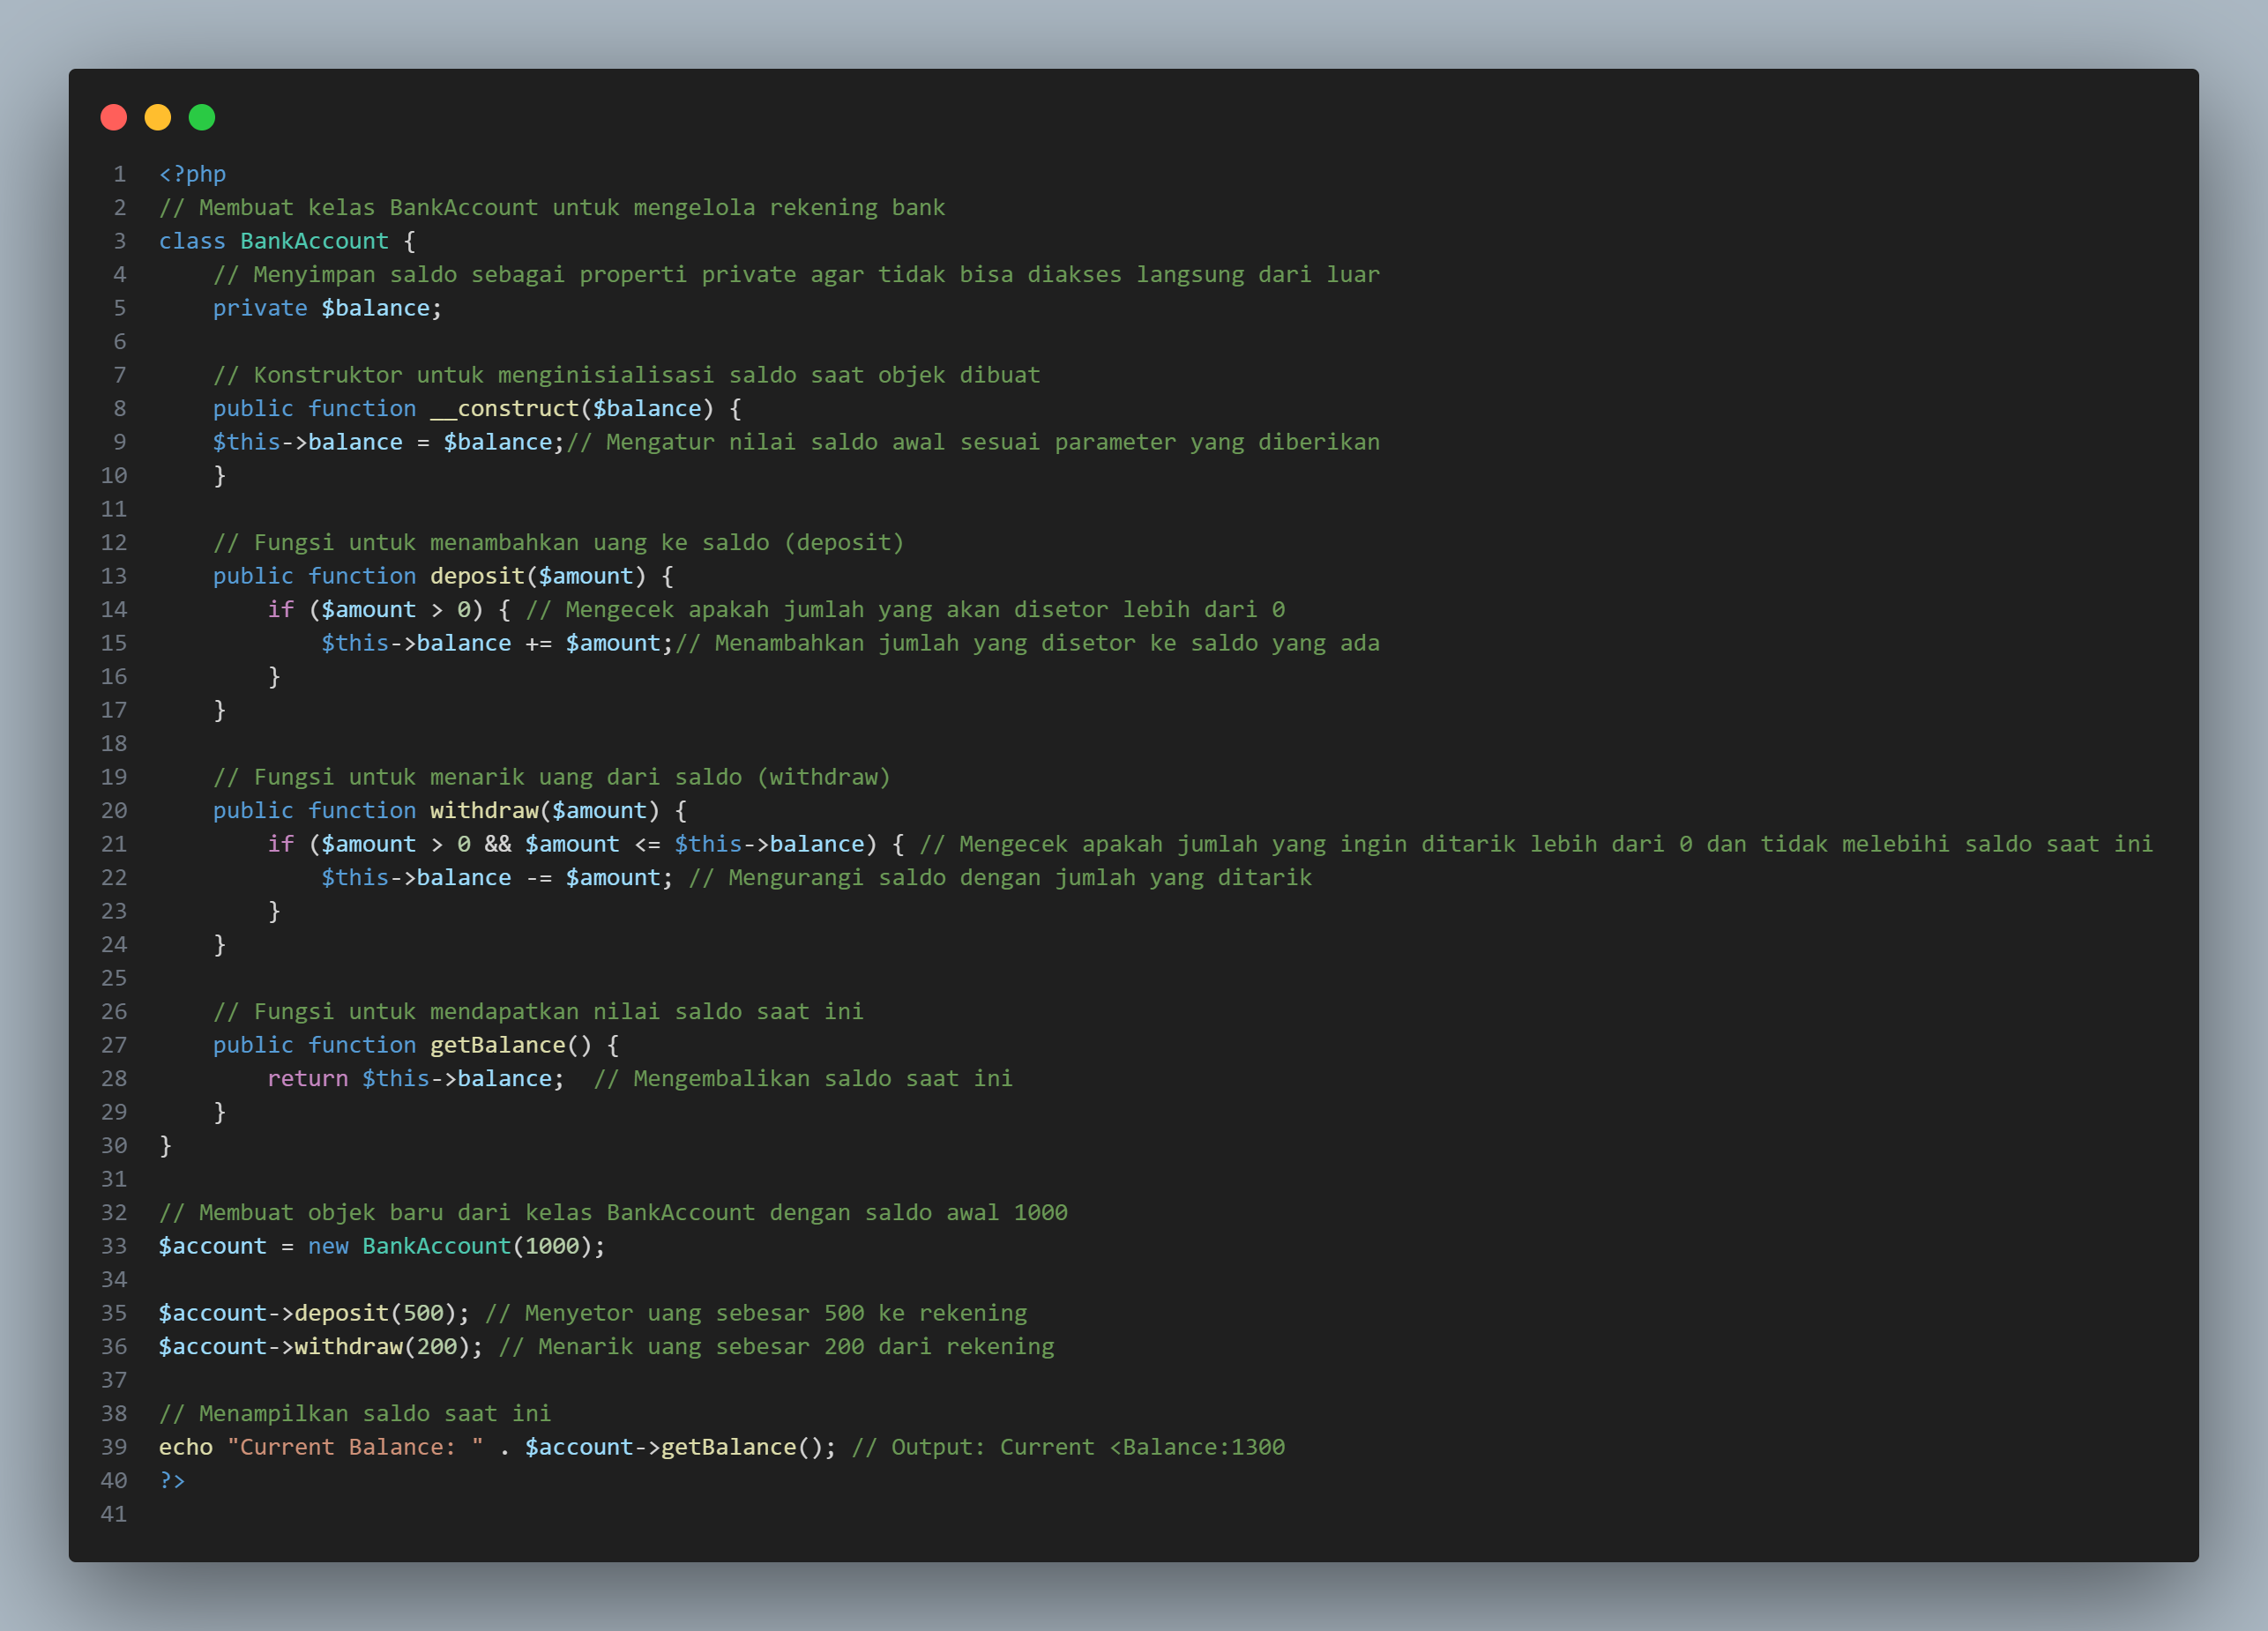 1 <?php
2 // Membuat kelas BankAccount untuk mengelola rekening bank
3 class BankAccount {
4     // Menyimpan saldo sebagai properti private agar tidak bisa diakses langsung dari luar
5     private $balance;
6
7     // Konstruktor untuk menginisialisasi saldo saat objek dibuat
8     public function __construct($balance) {
9     $this->balance = $balance;// Mengatur nilai saldo awal sesuai parameter yang diberikan
10     }
11
12     // Fungsi untuk menambahkan uang ke saldo (deposit)
13     public function deposit($amount) {
14         if ($amount > 0) { // Mengecek apakah jumlah yang akan disetor lebih dari 0
15             $this->balance += $amount;// Menambahkan jumlah yang disetor ke saldo yang ada
16         }
17     }
18
19     // Fungsi untuk menarik uang dari saldo (withdraw)
20     public function withdraw($amount) {
21         if ($amount > 0 && $amount <= $this->balance) { // Mengecek apakah jumlah yang ingin ditarik lebih dari 0 dan tidak melebihi saldo saat ini
22             $this->balance -= $amount; // Mengurangi saldo dengan jumlah yang ditarik
23         }
24     }
25
26     // Fungsi untuk mendapatkan nilai saldo saat ini
27     public function getBalance() {
28         return $this->balance;  // Mengembalikan saldo saat ini
29     }
30 }
31
32 // Membuat objek baru dari kelas BankAccount dengan saldo awal 1000
33 $account = new BankAccount(1000);
34
35 $account->deposit(500); // Menyetor uang sebesar 500 ke rekening
36 $account->withdraw(200); // Menarik uang sebesar 200 dari rekening
37
38 // Menampilkan saldo saat ini
39 echo "Current Balance: " . $account->getBalance(); // Output: Current <Balance:1300
40 ?>
41